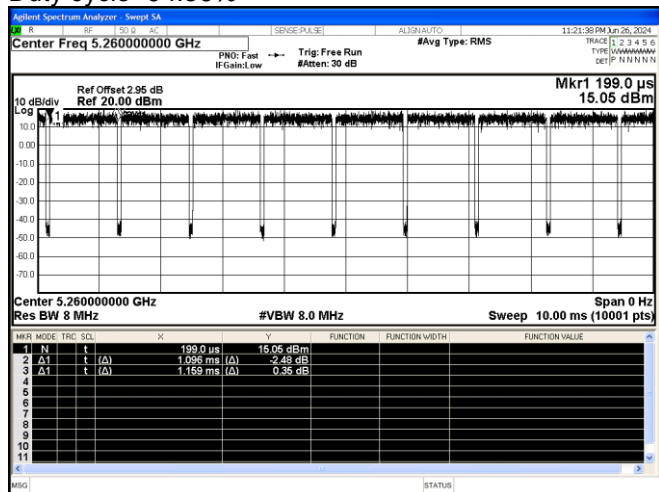 Agilent Spectrum Analyzer - Swept SA
R RF 50 Ω AC SENSE:PULSE ALIGNAUTO 11:21:38 PM Jun 26, 2024
Center Freq 5.260000000 GHz #Avg Type: RMS TRACE 1 2 3 4 5 6
PNO: Fast Trig: Free Run TYPE
IFGain:Low #Atten: 30 dB DET P N N N N N
Mkr1 199.0 µs
Ref Offset 2.95 dB
10 dB/div Ref 20.00 dBm 15.05 dBm
Log
1
10.0
0.00
-10.0
-20.0
-30.0
-40.0
-50.0
-60.0
-70.0
Center 5.260000000 GHz Span 0 Hz
Res BW 8 MHz #VBW 8.0 MHz Sweep 10.00 ms (10001 pts)
MKR MODE TRC SCL X Y FUNCTION FUNCTION WIDTH FUNCTION VALUE
1 N t 199.0 µs 15.05 dBm
2 Δ1 t (Δ) 1.096 ms (Δ) -2.48 dB
3 Δ1 t (Δ) 1.159 ms (Δ) 0.35 dB
4
5
6
7
8
9
10
11
MSG STATUS